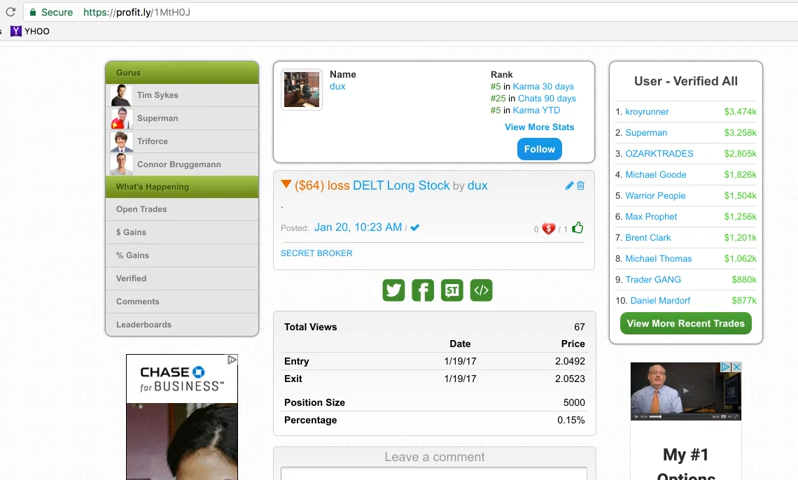 Secure https://profit.ly/1MtH0J
YHOO
Gurus
Tim Sykes
Superman
Triforce
Connor Bruggemann
What's Happening
Open Trades
$ Gains
% Gains
Verified
Comments
Leaderboards
CHASE
for BUSINESS
Name
dux
Rank
#5 in Karma 30 days
#25 in Chats 90 days
#5 in Karma YTD
View More Stats
Follow
($64) loss DELT Long Stock by dux
.
Posted: Jan 20, 10:23 AM /
0 / 1
SECRET BROKER
Total Views 67
Date Price
Entry 1/19/17 2.0492
Exit 1/19/17 2.0523
Position Size 5000
Percentage 0.15%
Leave a comment
User - Verified All
1. kroyrunner $3,474k
2. Superman $3,258k
3. OZARKTRADES $2,805k
4. Michael Goode $1,826k
5. Warrior People $1,504k
6. Max Prophet $1,256k
7. Brent Clark $1,201k
8. Michael Thomas $1,062k
9. Trader GANG $880k
10. Daniel Mardorf $877k
View More Recent Trades
My #1
Options